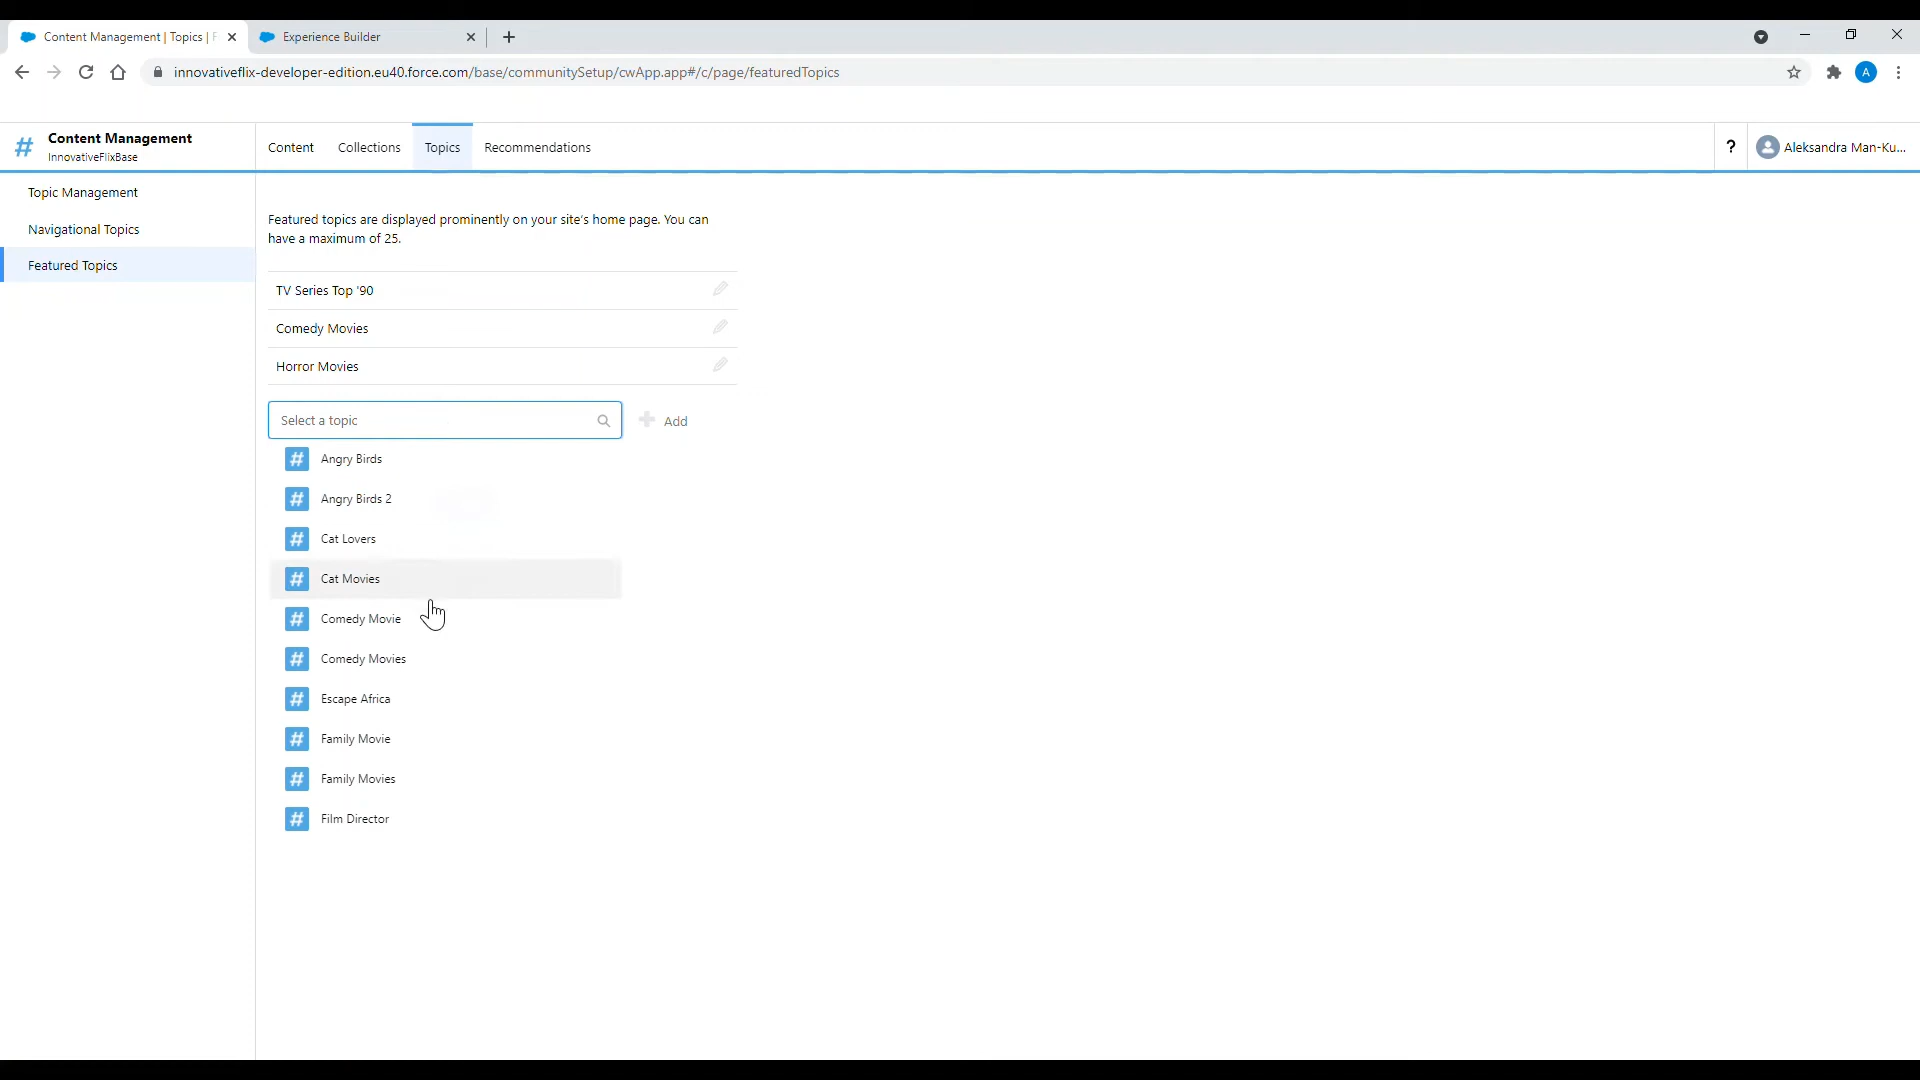 Content Management | Topics | F
Experience Builder
innovativeflix-developer-edition.eu40.force.com/base/communitySetup/cwApp.app#/c/page/featuredTopics
A
# Content Management
InnovativeFlixBase
Content
Collections
Topics
Recommendations
?
Aleksandra Man-Ku...
Topic Management
Navigational Topics
Featured Topics
Featured topics are displayed prominently on your site's home page. You can
have a maximum of 25.
TV Series Top '90
Comedy Movies
Horror Movies
Select a topic
Add
# Angry Birds
# Angry Birds 2
# Cat Lovers
# Cat Movies
# Comedy Movie
# Comedy Movies
# Escape Africa
# Family Movie
# Family Movies
# Film Director